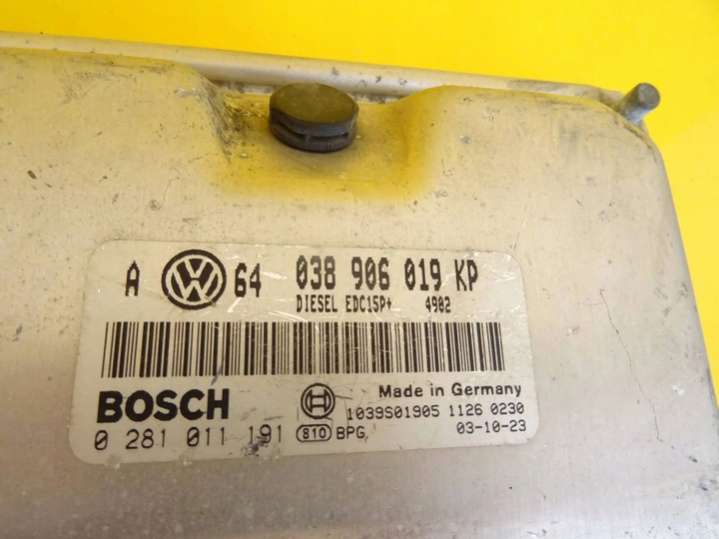 A VW 64 038 906 019 KP
DIESEL EDC15P+ 4902
BOSCH
Made in Germany
1039S01905 1126 0230
0 281 011 191 810 BPG 03-10-23